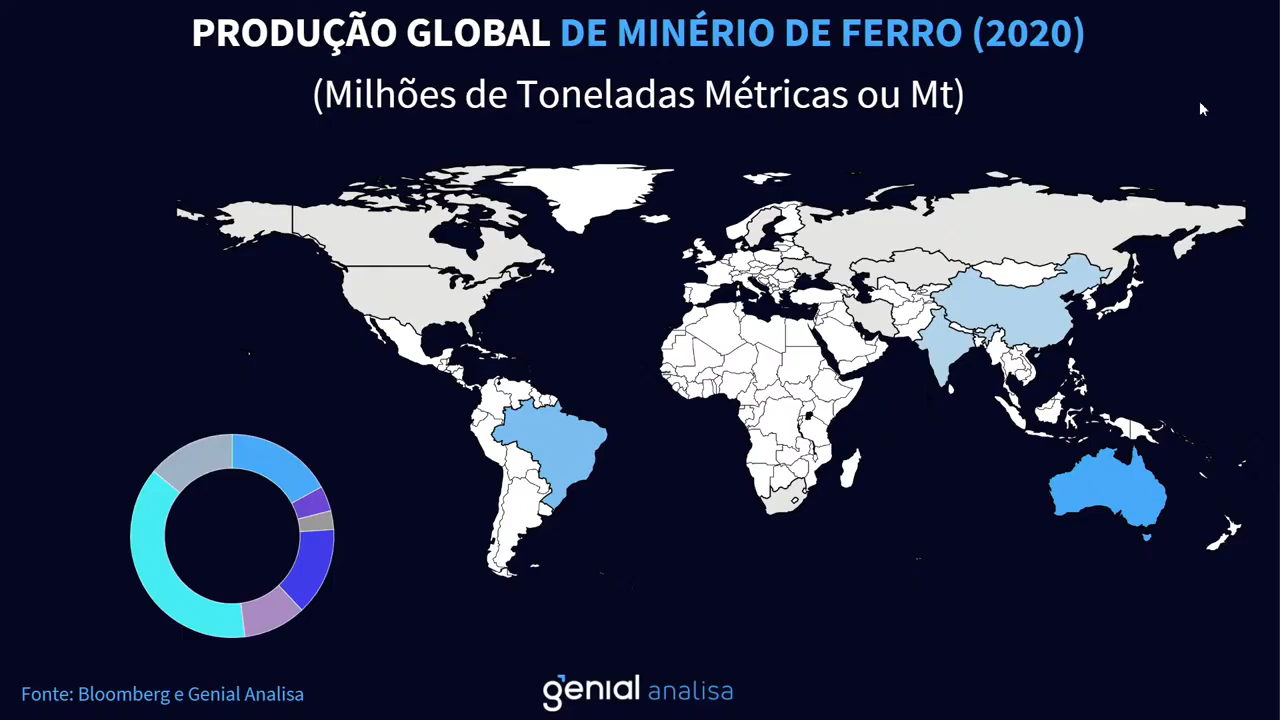 PRODUÇÃO GLOBAL DE MINÉRIO DE FERRO (2020)
(Milhões de Toneladas Métricas ou Mt)
Fonte: Bloomberg e Genial Analisa
genial analisa